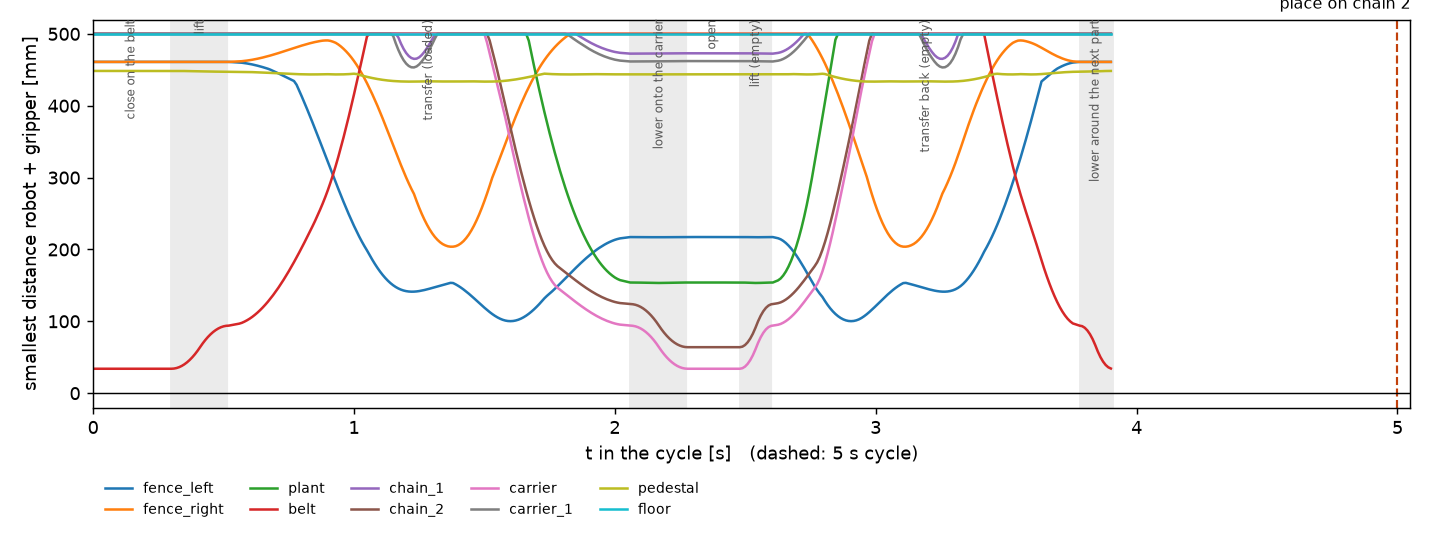 place on chain 2
smallest distance robot + gripper [mm]
500
400
300
200
100
0
close on the belt
lift
transfer (loaded)
lower onto the carrier
open
lift (empty)
transfer back (empty)
lower around the next part
0 1 2 3 4 5
t in the cycle [s] (dashed: 5 s cycle)
fence_left plant chain_1 carrier pedestal
fence_right belt chain_2 carrier_1 floor